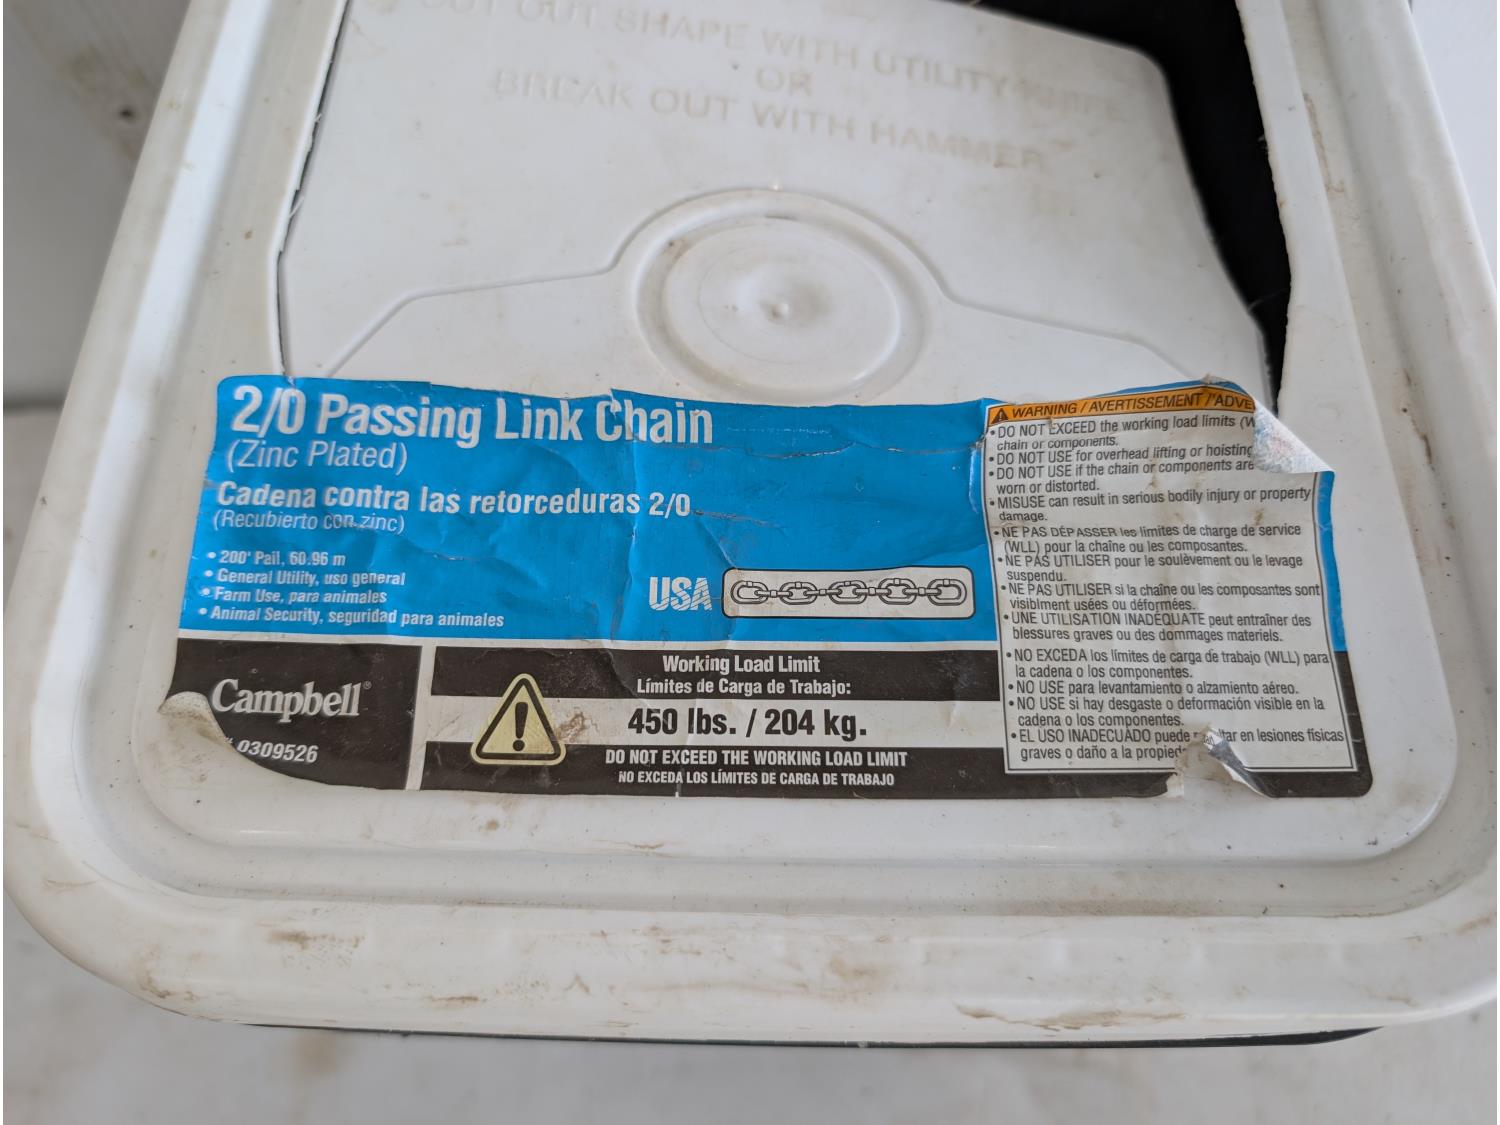 CUT OUT SHAPE WITH UTILITY KNIFE
OR
BREAK OUT WITH HAMMER
2/0 Passing Link Chain
(Zinc Plated)
Cadena contra las retorceduras 2/0
(Recubierto con zinc)
• 200' Pail, 60.96 m
• General Utility, uso general
• Farm Use, para animales
• Animal Security, seguridad para animales
USA
Campbell®
0309526
Working Load Limit
Límites de Carga de Trabajo:
450 lbs. / 204 kg.
DO NOT EXCEED THE WORKING LOAD LIMIT
NO EXCEDA LOS LÍMITES DE CARGA DE TRABAJO
WARNING / AVERTISSEMENT / ADVE
• DO NOT EXCEED the working load limits (W
chain or components.
• DO NOT USE for overhead lifting or hoisting
• DO NOT USE if the chain or components are
worn or distorted.
• MISUSE can result in serious bodily injury or property
damage.
• NE PAS DÉPASSER les limites de charge de service
(WLL) pour la chaîne ou les composantes.
• NE PAS UTILISER pour le soulèvement ou le levage
suspendu.
• NE PAS UTILISER si la chaîne ou les composantes sont
visiblment usées ou déformées.
• UNE UTILISATION INADÉQUATE peut entraîner des
blessures graves ou des dommages materiels.
• NO EXCEDA los límites de carga de trabajo (WLL) para
la cadena o los componentes.
• NO USE para levantamiento o alzamiento aéreo.
• NO USE si hay desgaste o deformación visible en la
cadena o los componentes.
• EL USO INADECUADO puede tar en lesiones físicas
graves o daño a la propied